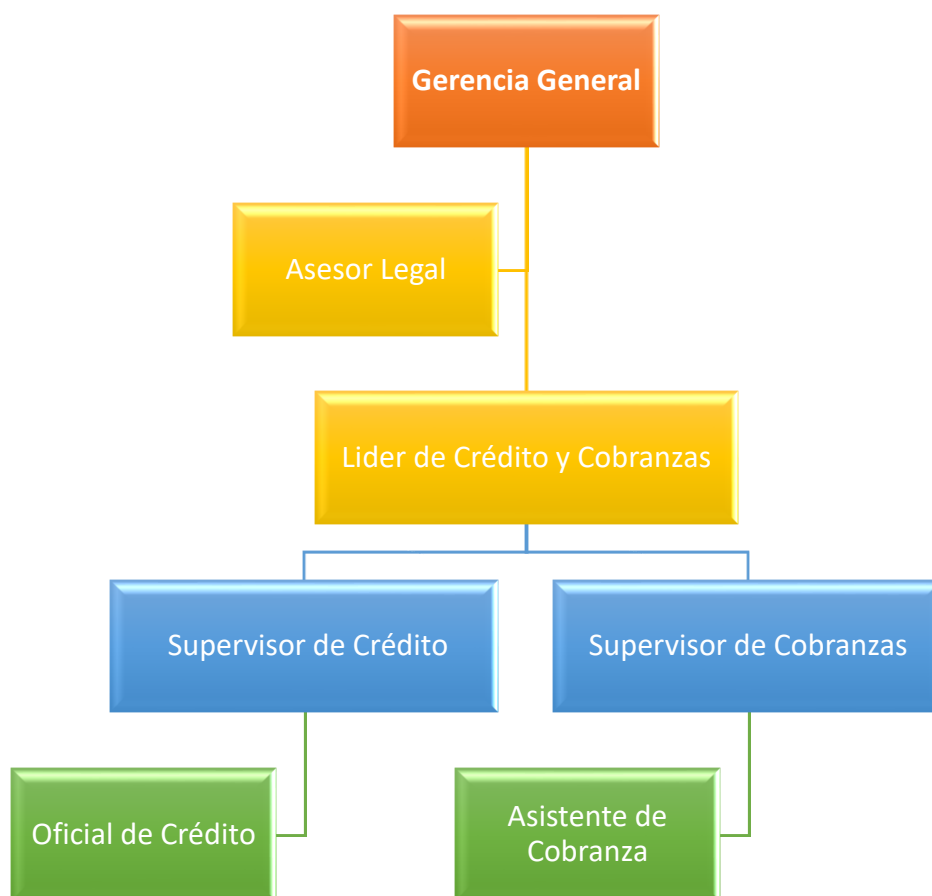 Gerencia General
Asesor Legal
Lider de Crédito y Cobranzas
Supervisor de Crédito
Supervisor de Cobranzas
Oficial de Crédito
Asistente de
Cobranza